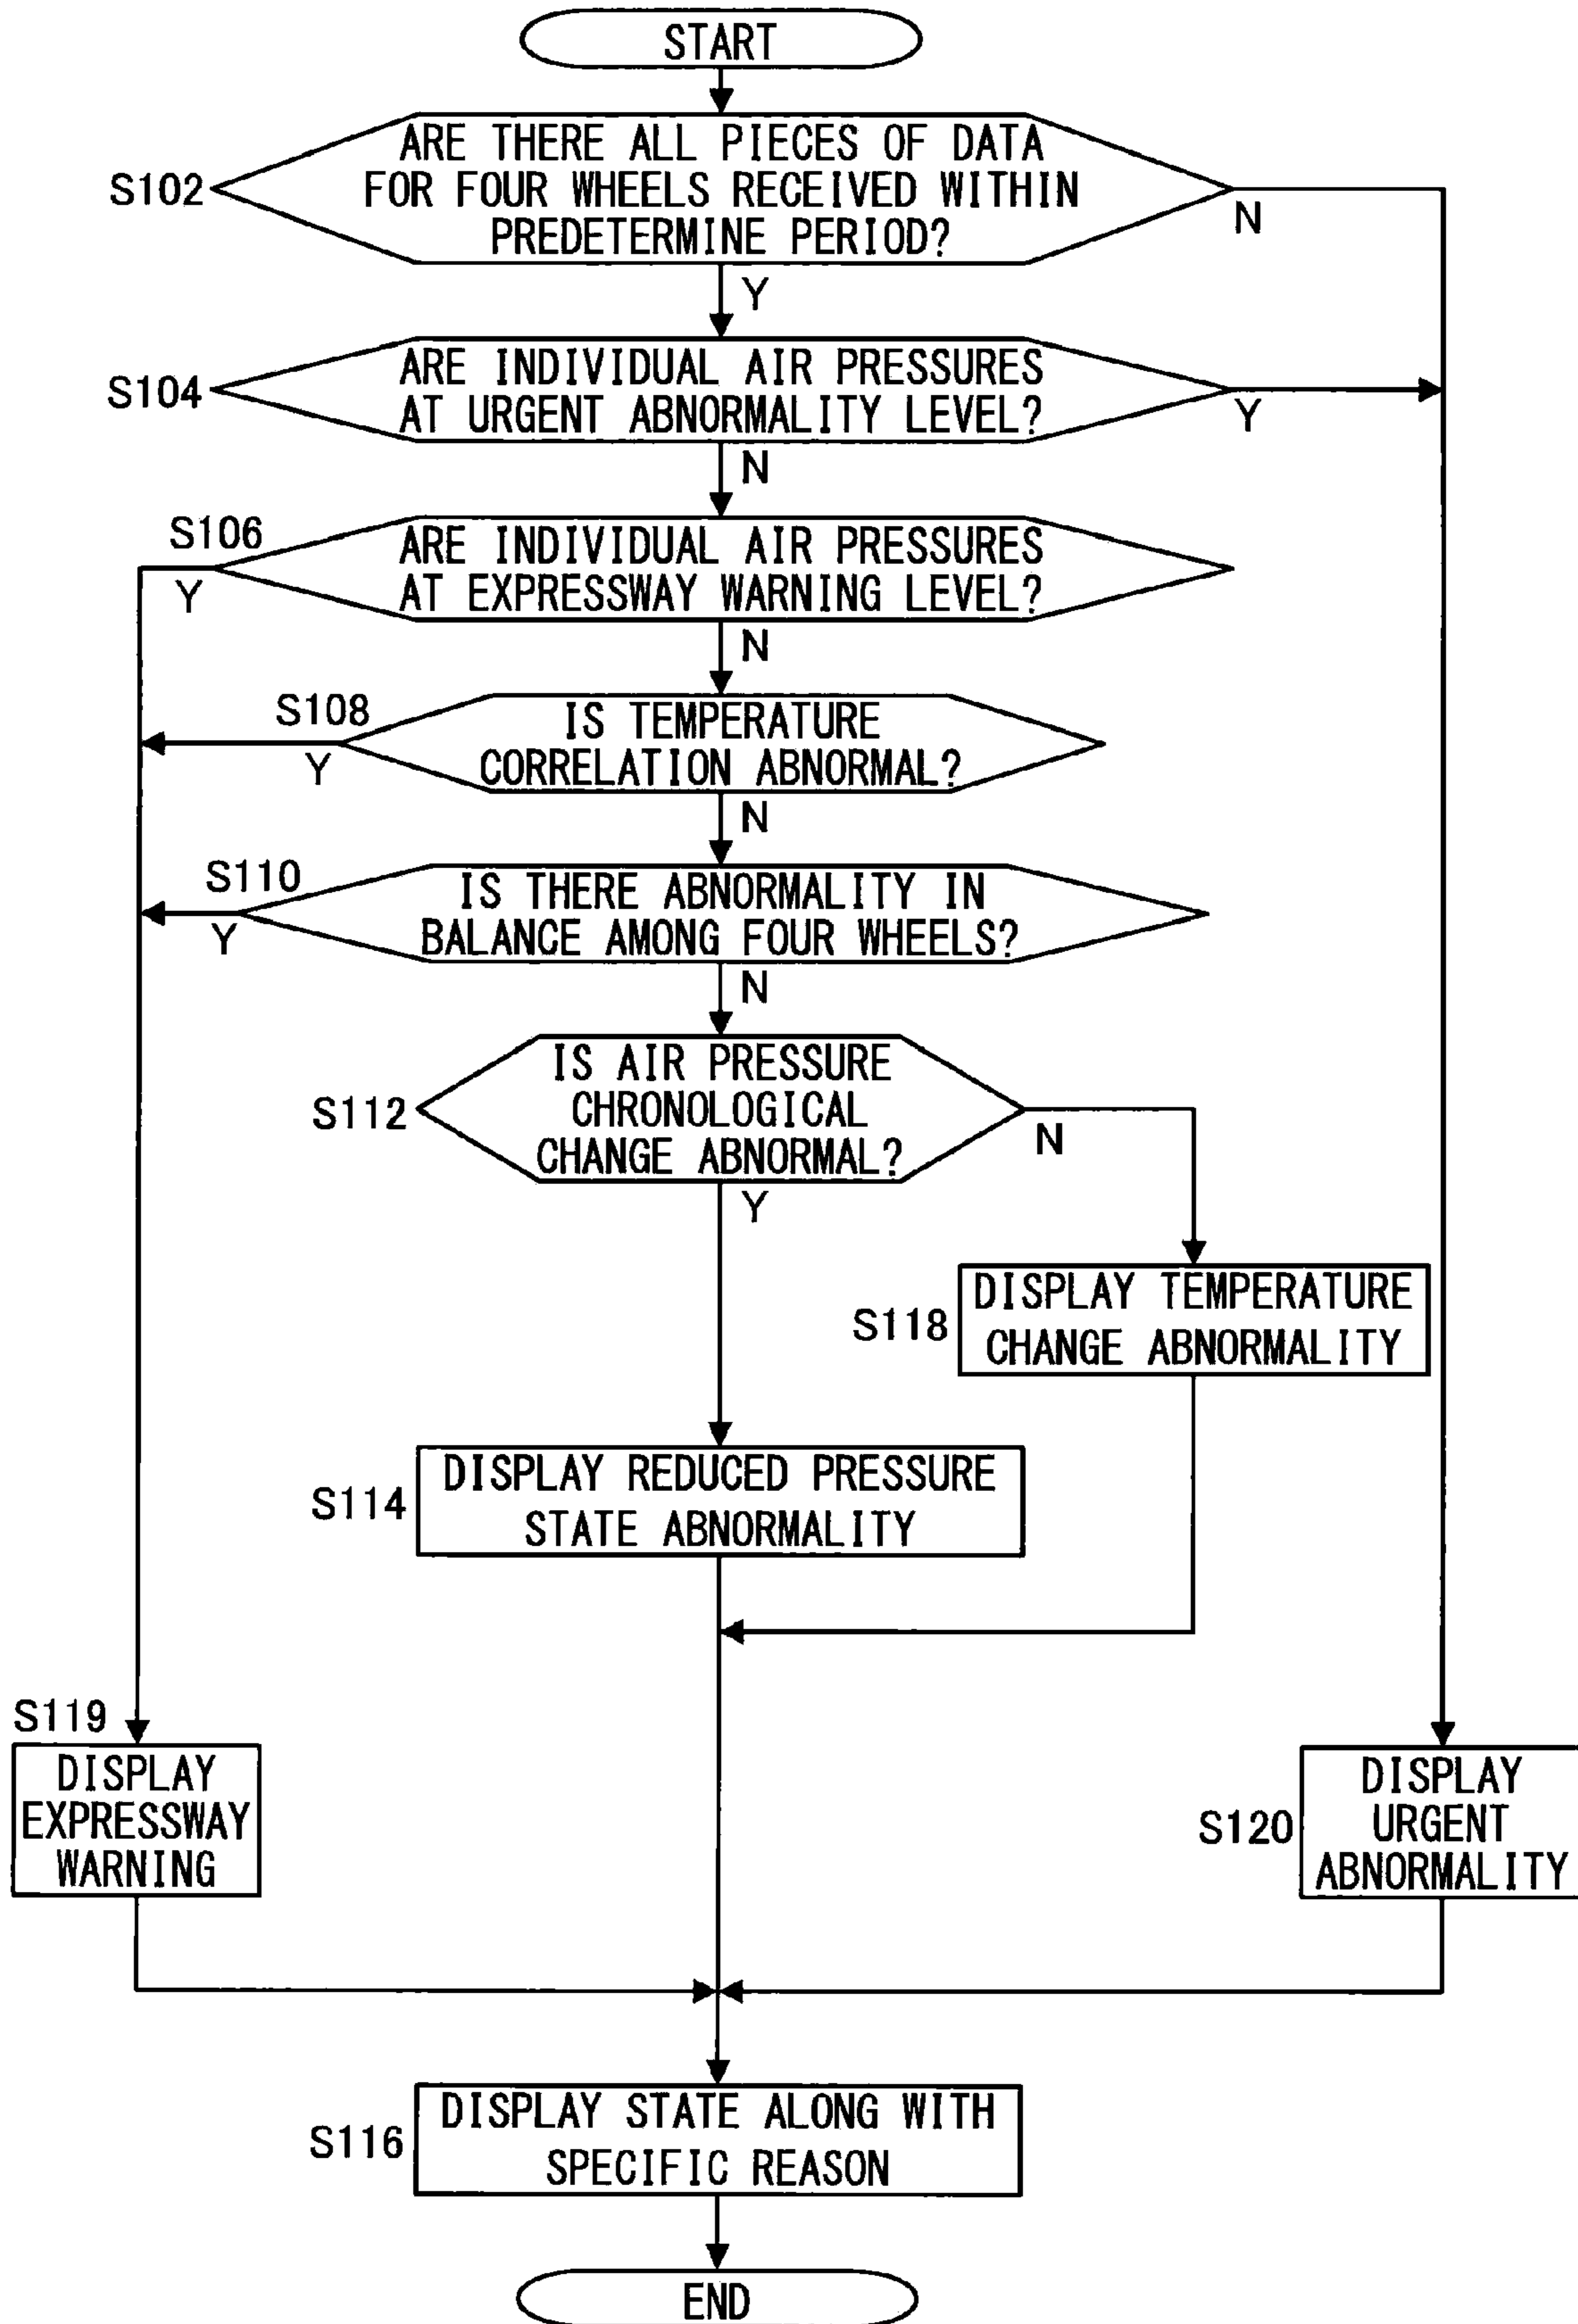 START
S102
ARE THERE ALL PIECES OF DATA
FOR FOUR WHEELS RECEIVED WITHIN
PREDETERMINE PERIOD?
N
Y
S104
ARE INDIVIDUAL AIR PRESSURES
AT URGENT ABNORMALITY LEVEL?
Y
N
S106
ARE INDIVIDUAL AIR PRESSURES
AT EXPRESSWAY WARNING LEVEL?
Y
N
S108
IS TEMPERATURE
CORRELATION ABNORMAL?
Y
N
S110
IS THERE ABNORMALITY IN
BALANCE AMONG FOUR WHEELS?
Y
N
S112
IS AIR PRESSURE
CHRONOLOGICAL
CHANGE ABNORMAL?
N
Y
S118
DISPLAY TEMPERATURE
CHANGE ABNORMALITY
S114
DISPLAY REDUCED PRESSURE
STATE ABNORMALITY
S119
DISPLAY
EXPRESSWAY
WARNING
S120
DISPLAY
URGENT
ABNORMALITY
S116
DISPLAY STATE ALONG WITH
SPECIFIC REASON
END